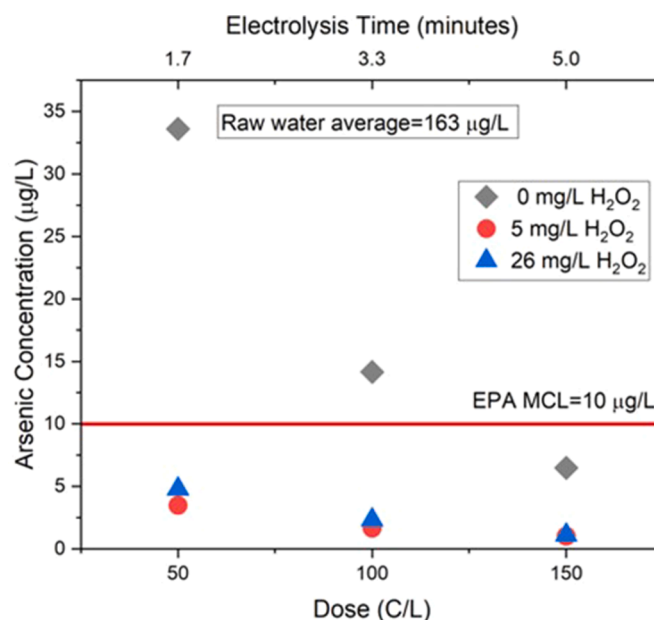 Electrolysis Time (minutes)
1.7 3.3 5.0
Raw water average=163 μg/L
0 mg/L H₂O₂
5 mg/L H₂O₂
26 mg/L H₂O₂
EPA MCL=10 μg/L
Arsenic Concentration (μg/L)
35
30
25
20
15
10
5
0
50 100 150
Dose (C/L)